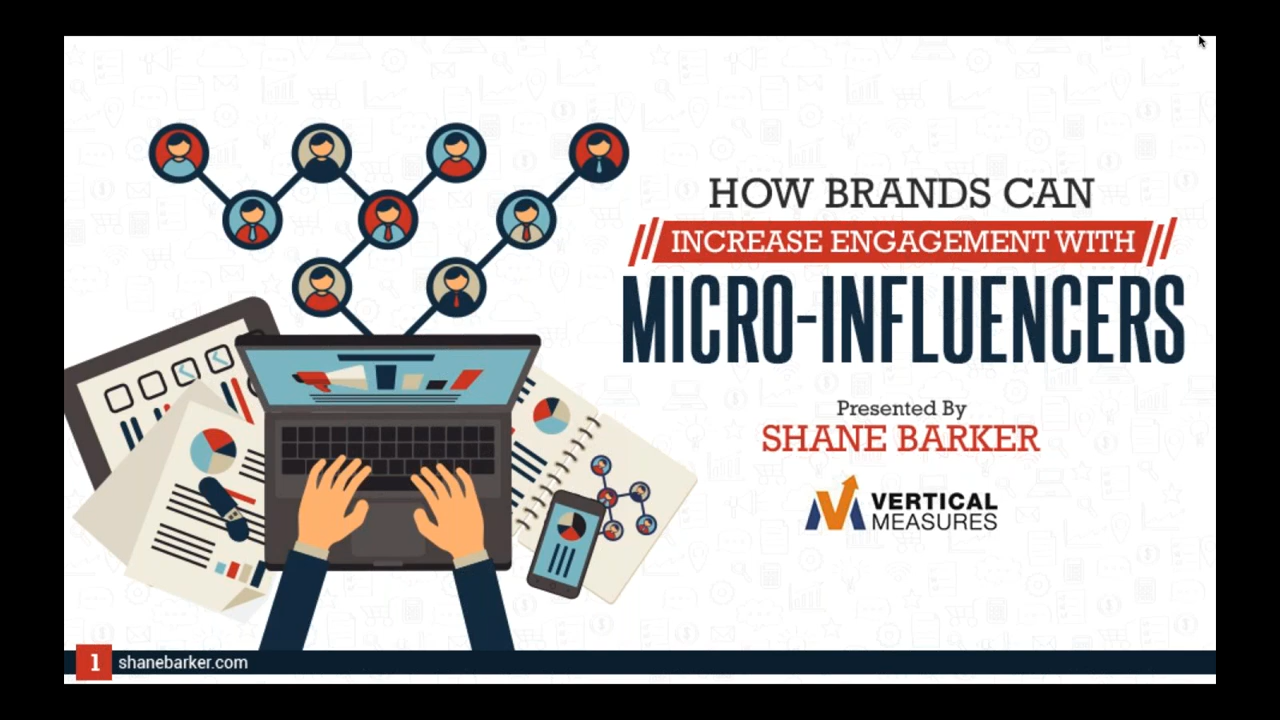 HOW BRANDS CAN
INCREASE ENGAGEMENT WITH
MICRO-INFLUENCERS
Presented By
SHANE BARKER
VERTICAL
MEASURES
1 shanebarker.com